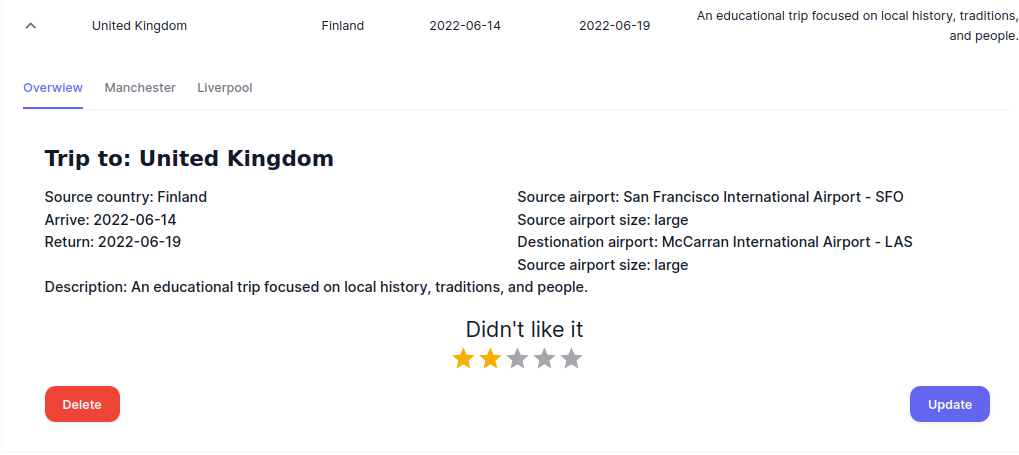 United Kingdom Finland 2022-06-14 2022-06-19 An educational trip focused on local history, traditions,
and people.
Overwiew Manchester Liverpool
Trip to: United Kingdom
Source country: Finland
Arrive: 2022-06-14
Return: 2022-06-19
Source airport: San Francisco International Airport - SFO
Source airport size: large
Destionation airport: McCarran International Airport - LAS
Source airport size: large
Description: An educational trip focused on local history, traditions, and people.
Didn't like it
Delete
Update